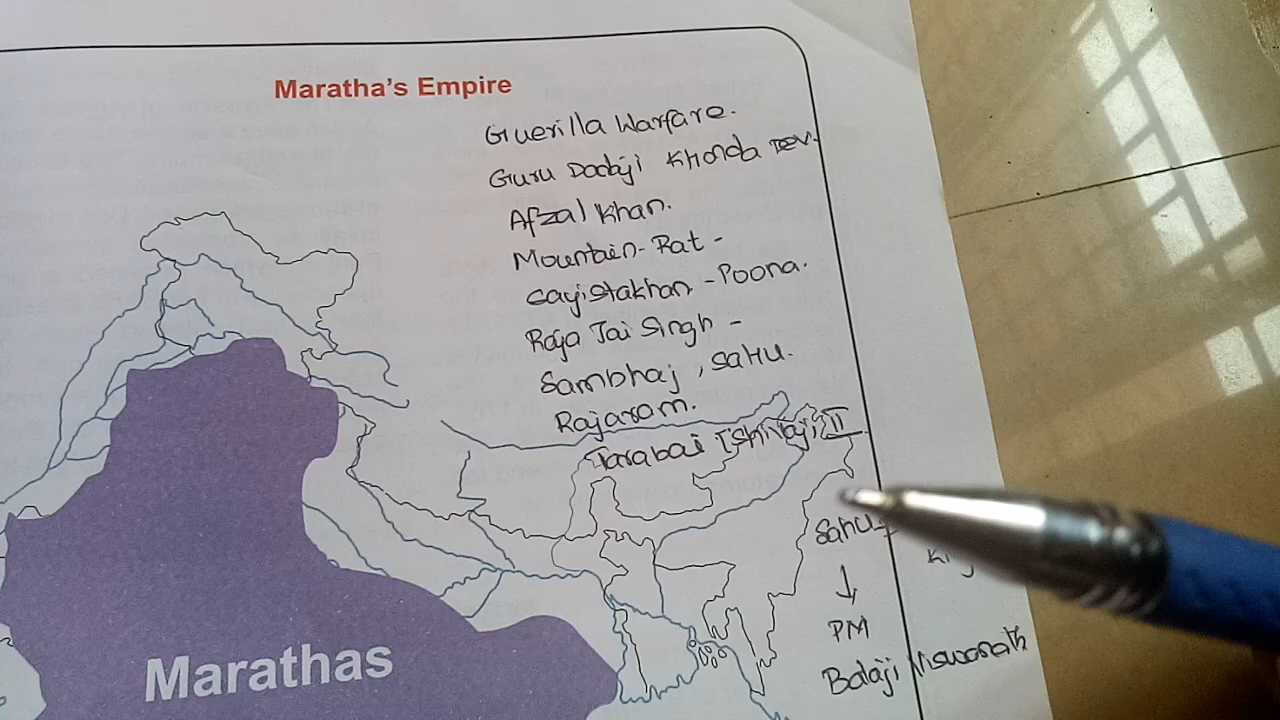 Maratha's Empire
Guerilla Warfare.
Guru Dadaji Khonda DEV.
Afzal Khan.
Mountain-Rat -
Sayistakhan - Poona.
Raja Jai Singh -
Sambhaj, Sahu.
Rajaram.
Tarabai [Shivaji II
Sahu
PM
Balaji Viswanath
Marathas